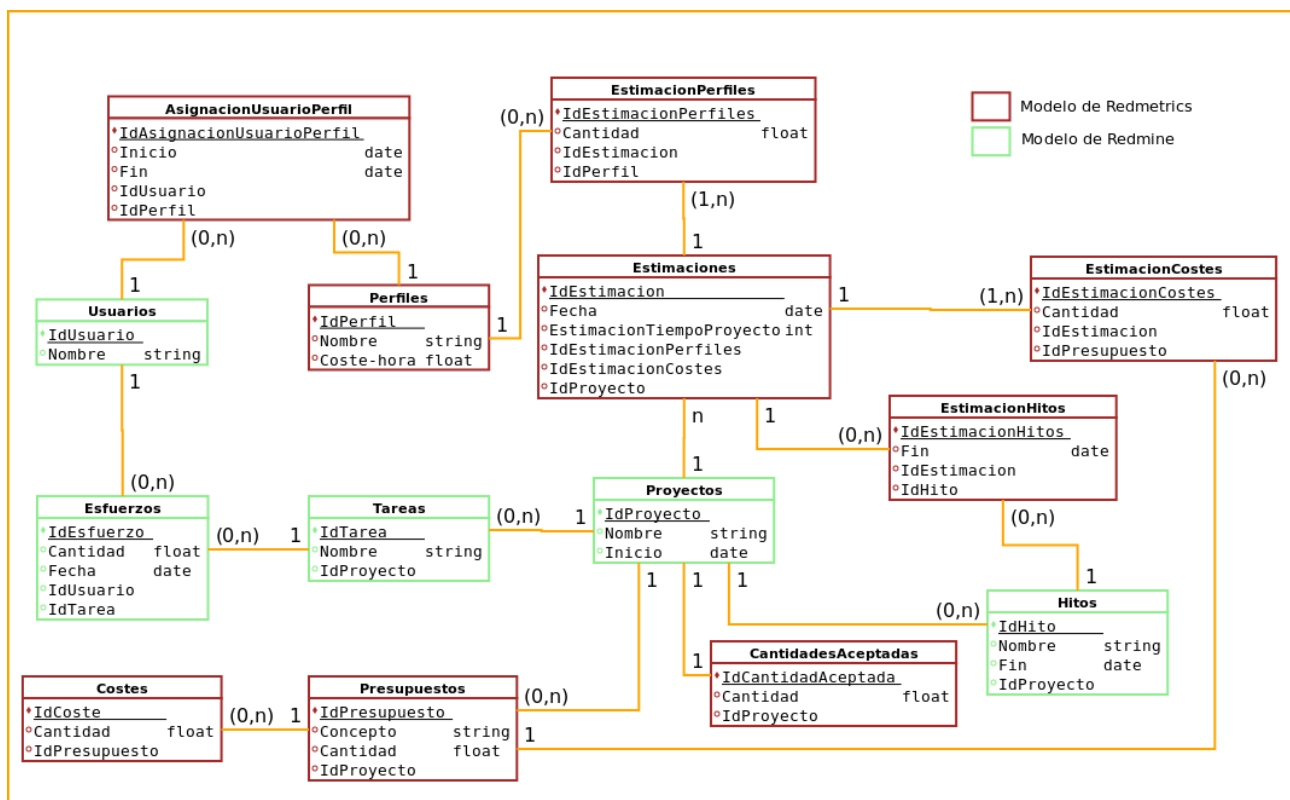 AsignacionUsuarioPerfil
IdAsignacionUsuarioPerfil
Inicio date
Fin date
IdUsuario
IdPerfil
(0,n)
(0,n)
1
1
EstimacionPerfiles
IdEstimacionPerfiles
Cantidad float
IdEstimacion
IdPerfil
(0,n)
(1,n)
1
Modelo de Redmetrics
Modelo de Redmine
Usuarios
IdUsuario
Nombre string
1
(0,n)
Perfiles
IdPerfil
Nombre string
Coste-hora float
1
Estimaciones
IdEstimacion
Fecha date
EstimacionTiempoProyecto int
IdEstimacionPerfiles
IdEstimacionCostes
IdProyecto
1
(1,n)
n
1
(0,n)
1
EstimacionCostes
IdEstimacionCostes
Cantidad float
IdEstimacion
IdPresupuesto
(0,n)
EstimacionHitos
IdEstimacionHitos
Fin date
IdEstimacion
IdHito
(0,n)
1
Esfuerzos
IdEsfuerzo
Cantidad float
Fecha date
IdUsuario
IdTarea
(0,n)
1
Tareas
IdTarea
Nombre string
IdProyecto
(0,n)
1
Proyectos
IdProyecto
Nombre string
Inicio date
1
1
1
(0,n)
Hitos
IdHito
Nombre string
Fin date
IdProyecto
1
CantidadesAceptadas
IdCantidadAceptada
Cantidad float
IdProyecto
Costes
IdCoste
Cantidad float
IdPresupuesto
(0,n)
1
Presupuestos
IdPresupuesto
Concepto string
Cantidad float
IdProyecto
(0,n)
1